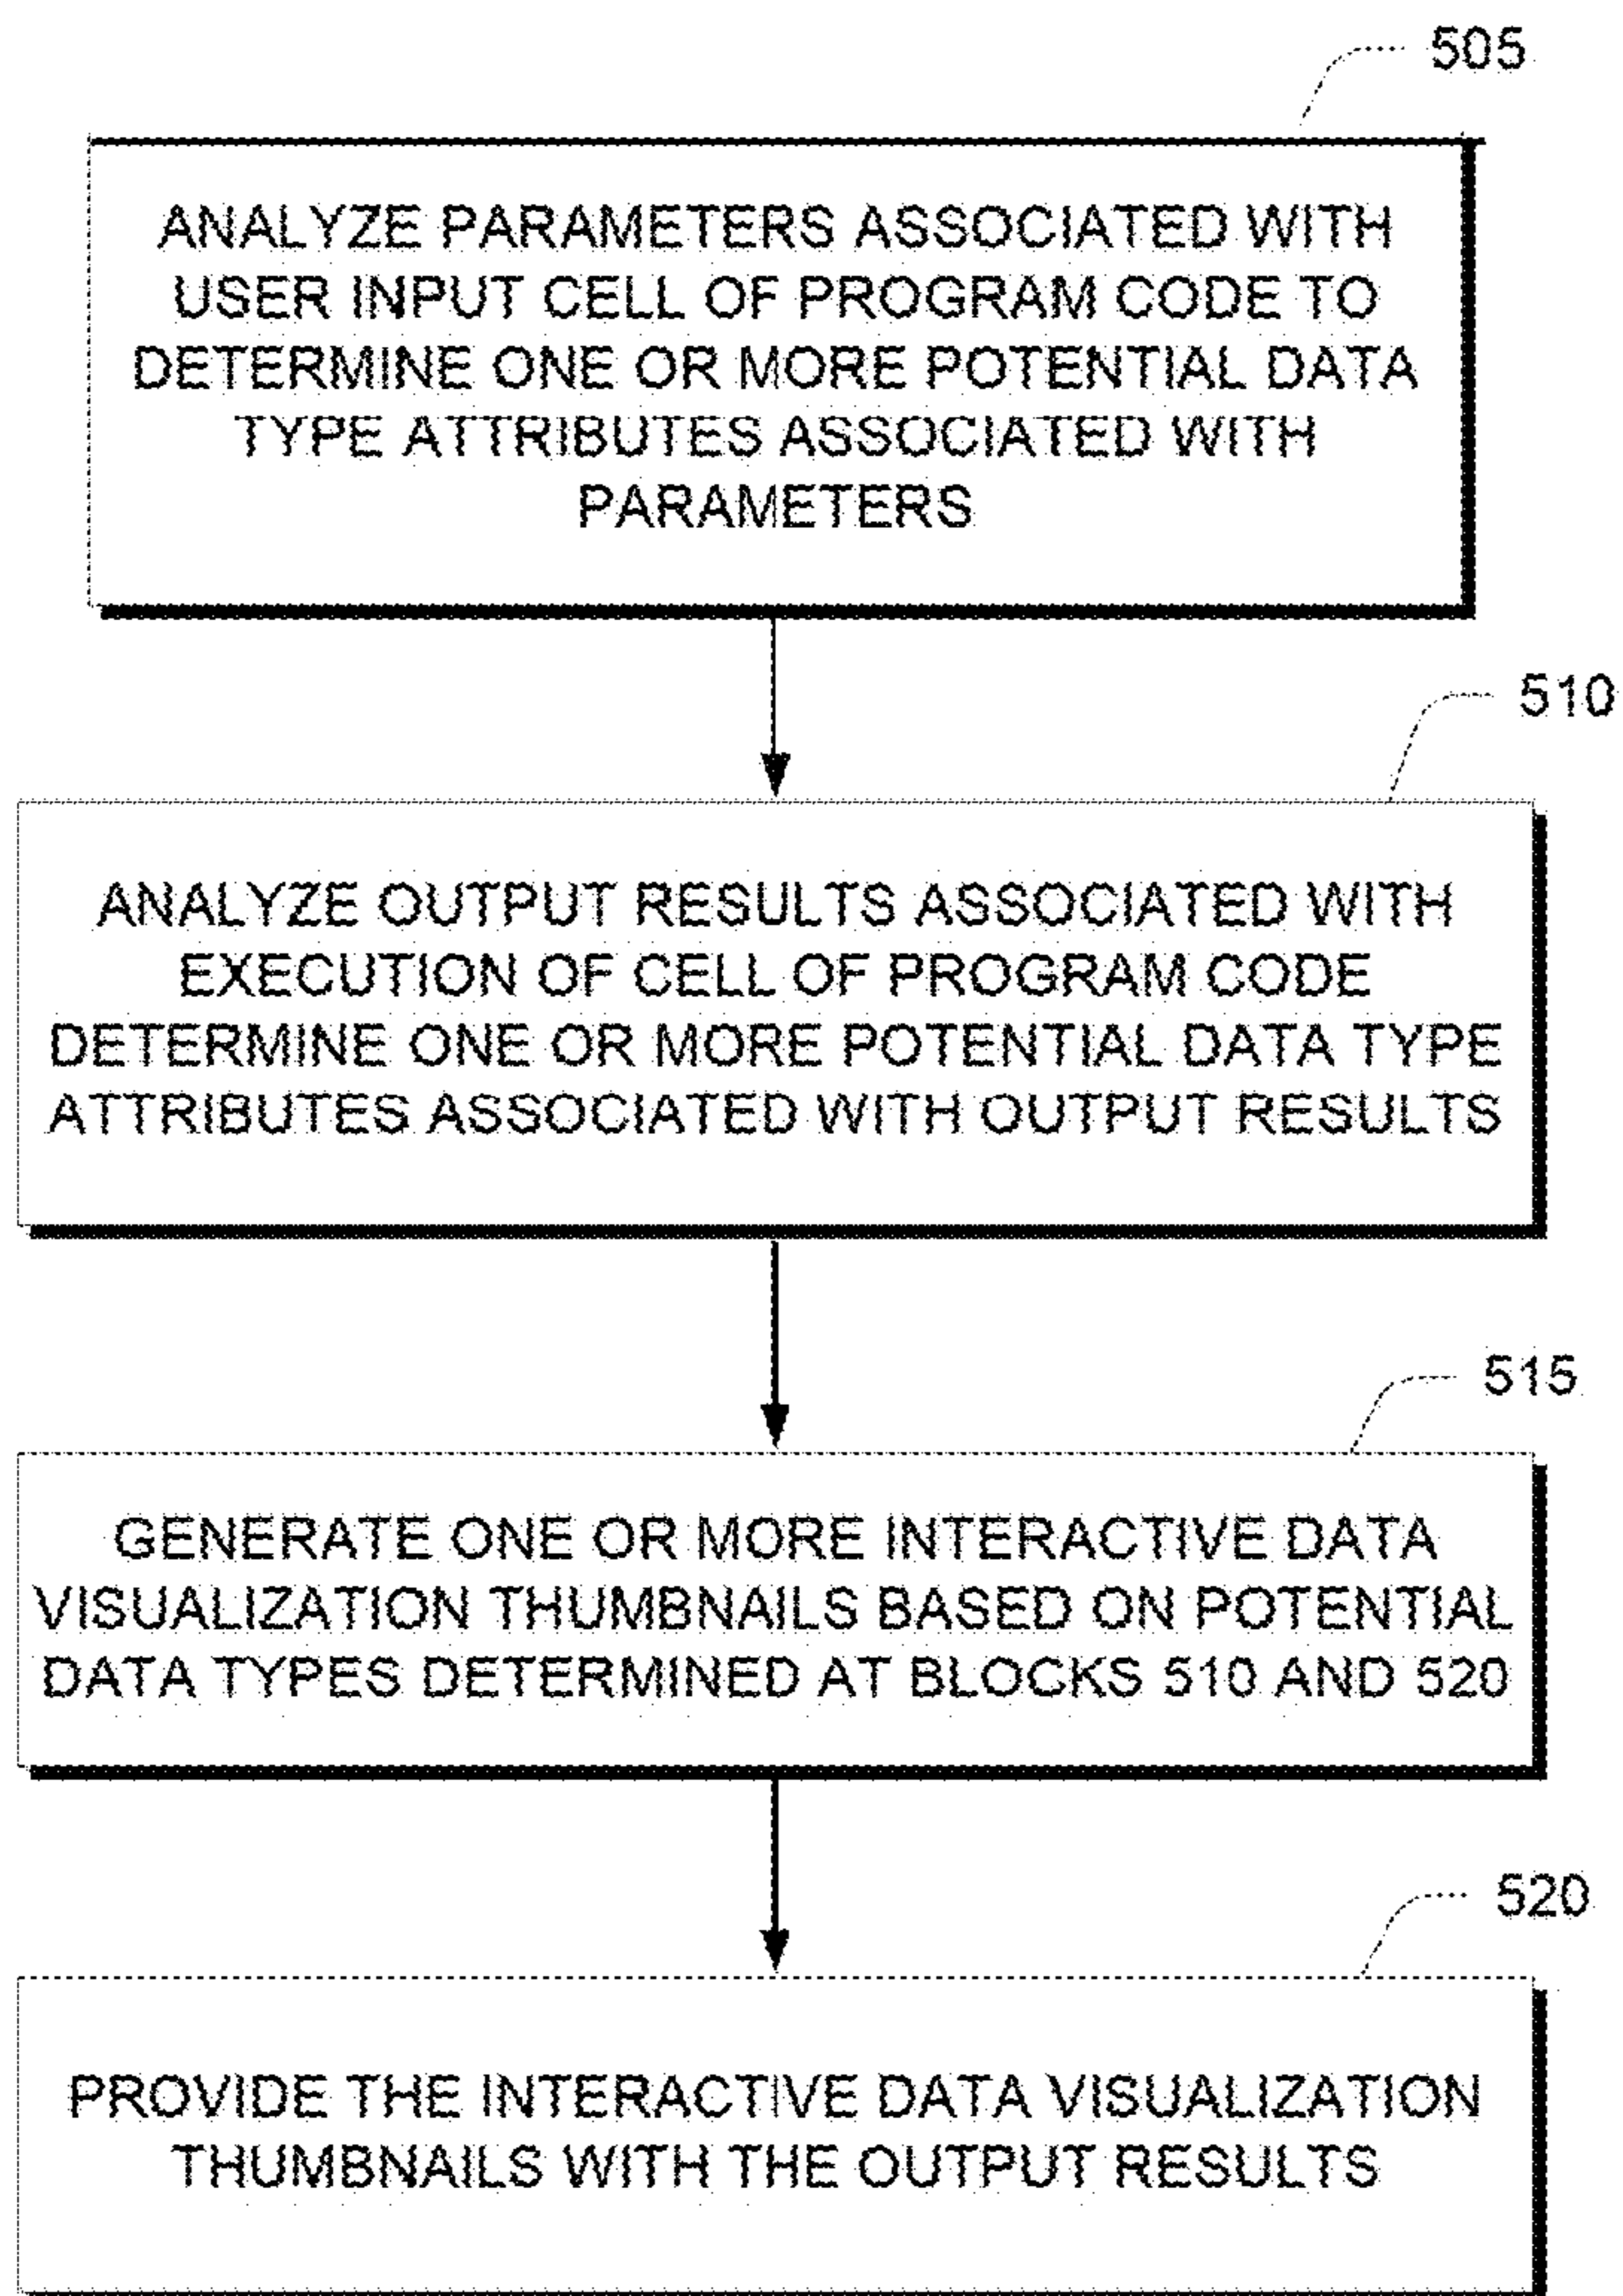 505
ANALYZE PARAMETERS ASSOCIATED WITH
USER INPUT CELL OF PROGRAM CODE TO
DETERMINE ONE OR MORE POTENTIAL DATA
TYPE ATTRIBUTES ASSOCIATED WITH
PARAMETERS
510
ANALYZE OUTPUT RESULTS ASSOCIATED WITH
EXECUTION OF CELL OF PROGRAM CODE
DETERMINE ONE OR MORE POTENTIAL DATA TYPE
ATTRIBUTES ASSOCIATED WITH OUTPUT RESULTS
515
GENERATE ONE OR MORE INTERACTIVE DATA
VISUALIZATION THUMBNAILS BASED ON POTENTIAL
DATA TYPES DETERMINED AT BLOCKS 510 AND 520
520
PROVIDE THE INTERACTIVE DATA VISUALIZATION
THUMBNAILS WITH THE OUTPUT RESULTS